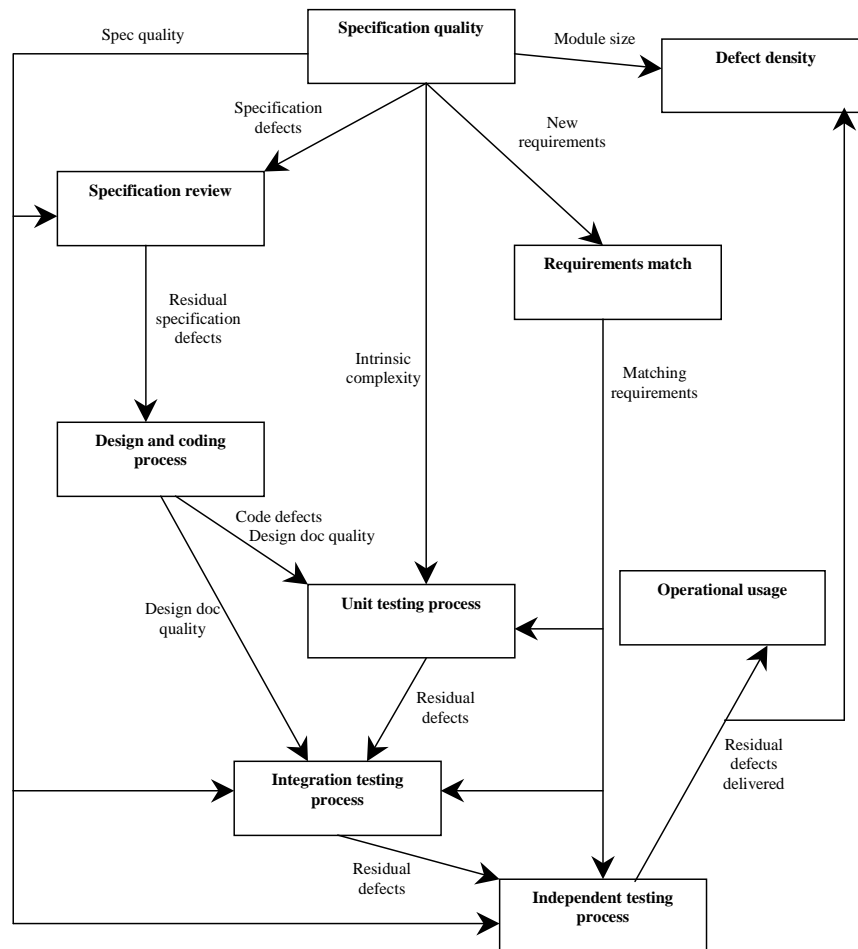 Spec quality
Specification quality
Module size
Defect density
Specification
defects
New
requirements
Specification review
Requirements match
Residual
specification
defects
Intrinsic
complexity
Matching
requirements
Design and coding
process
Code defects
Design doc quality
Design doc
quality
Unit testing process
Operational usage
Residual
defects
Residual
defects
delivered
Integration testing
process
Residual
defects
Independent testing
process